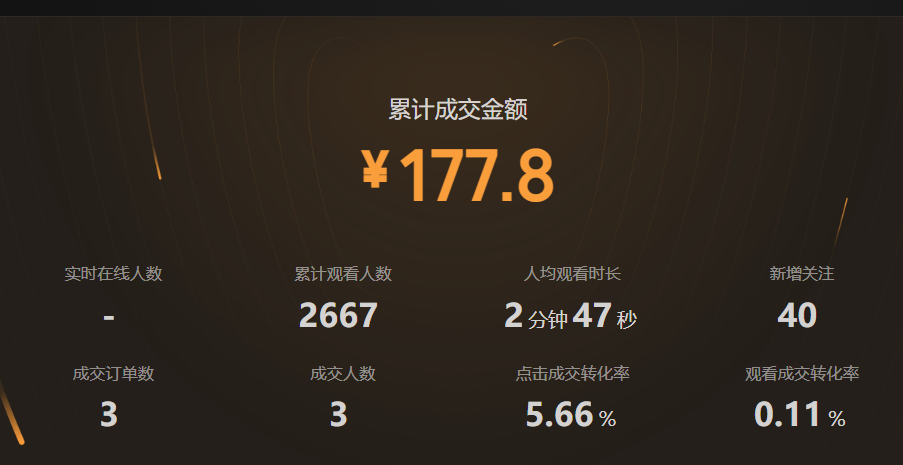 累计成交金额
¥177.8
实时在线人数 累计观看人数 人均观看时长 新增关注
- 2667 2分钟47秒 40
成交订单数 成交人数 点击成交转化率 观看成交转化率
3 3 5.66% 0.11%